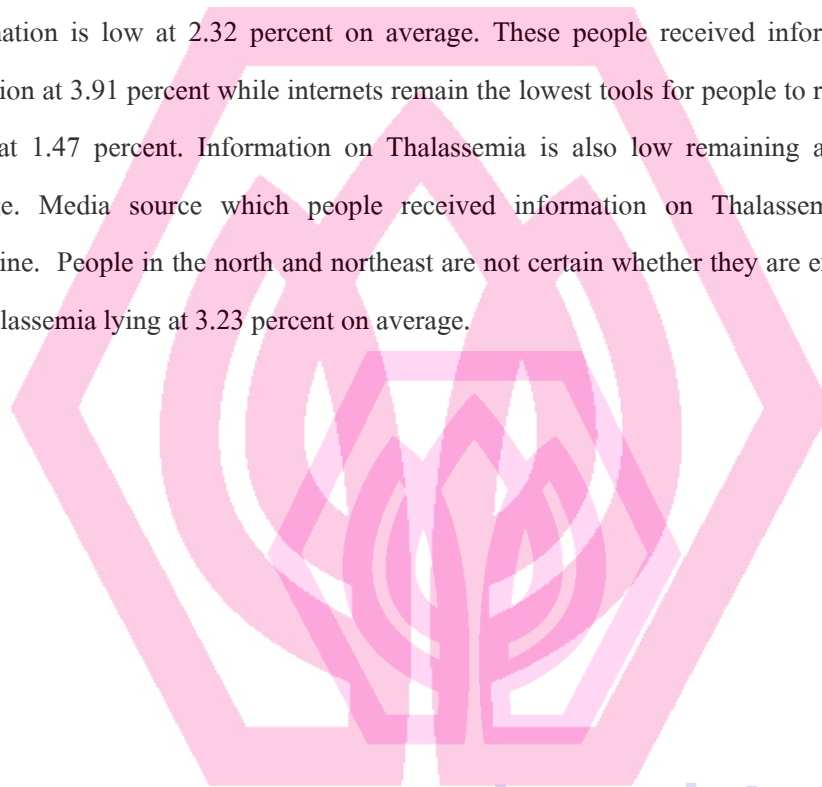 nation is low at 2.32 percent on average. These people received infor
ion at 3.91 percent while internets remain the lowest tools for people to r
at 1.47 percent. Information on Thalassemia is also low remaining a
e. Media source which people received information on Thalassem
ine. People in the north and northeast are not certain whether they are e
lassemia lying at 3.23 percent on average.